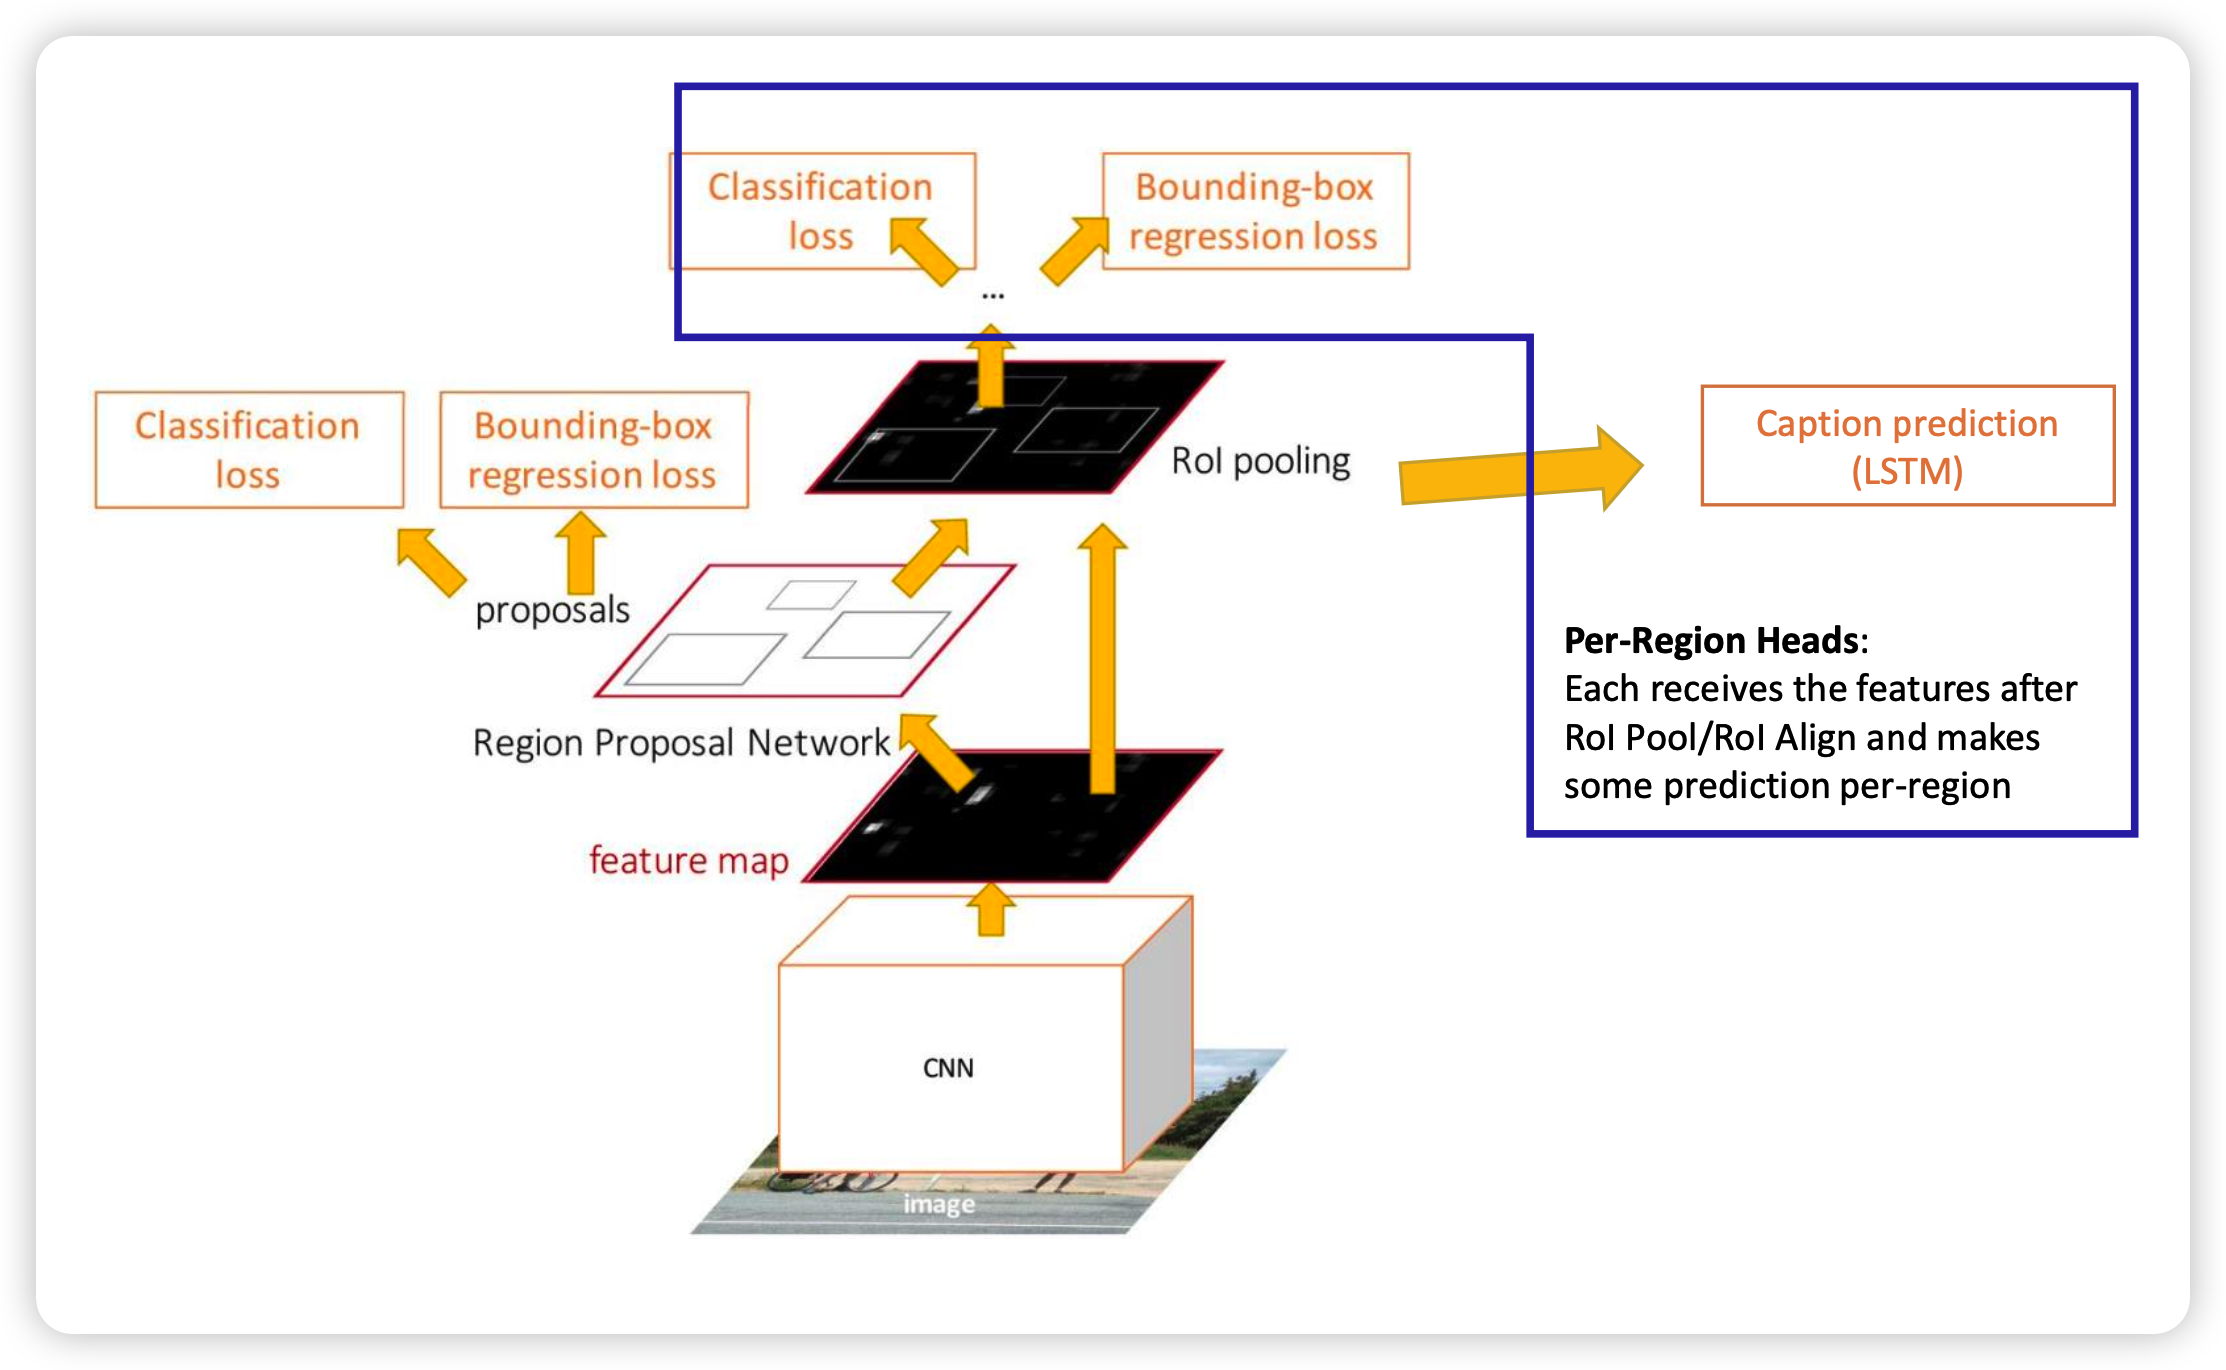 Classification
loss
Bounding-box
regression loss
...
Classification
loss
Bounding-box
regression loss
RoI pooling
Caption prediction
(LSTM)
proposals
Per-Region Heads:
Each receives the features after
RoI Pool/RoI Align and makes
some prediction per-region
Region Proposal Network
feature map
CNN
image